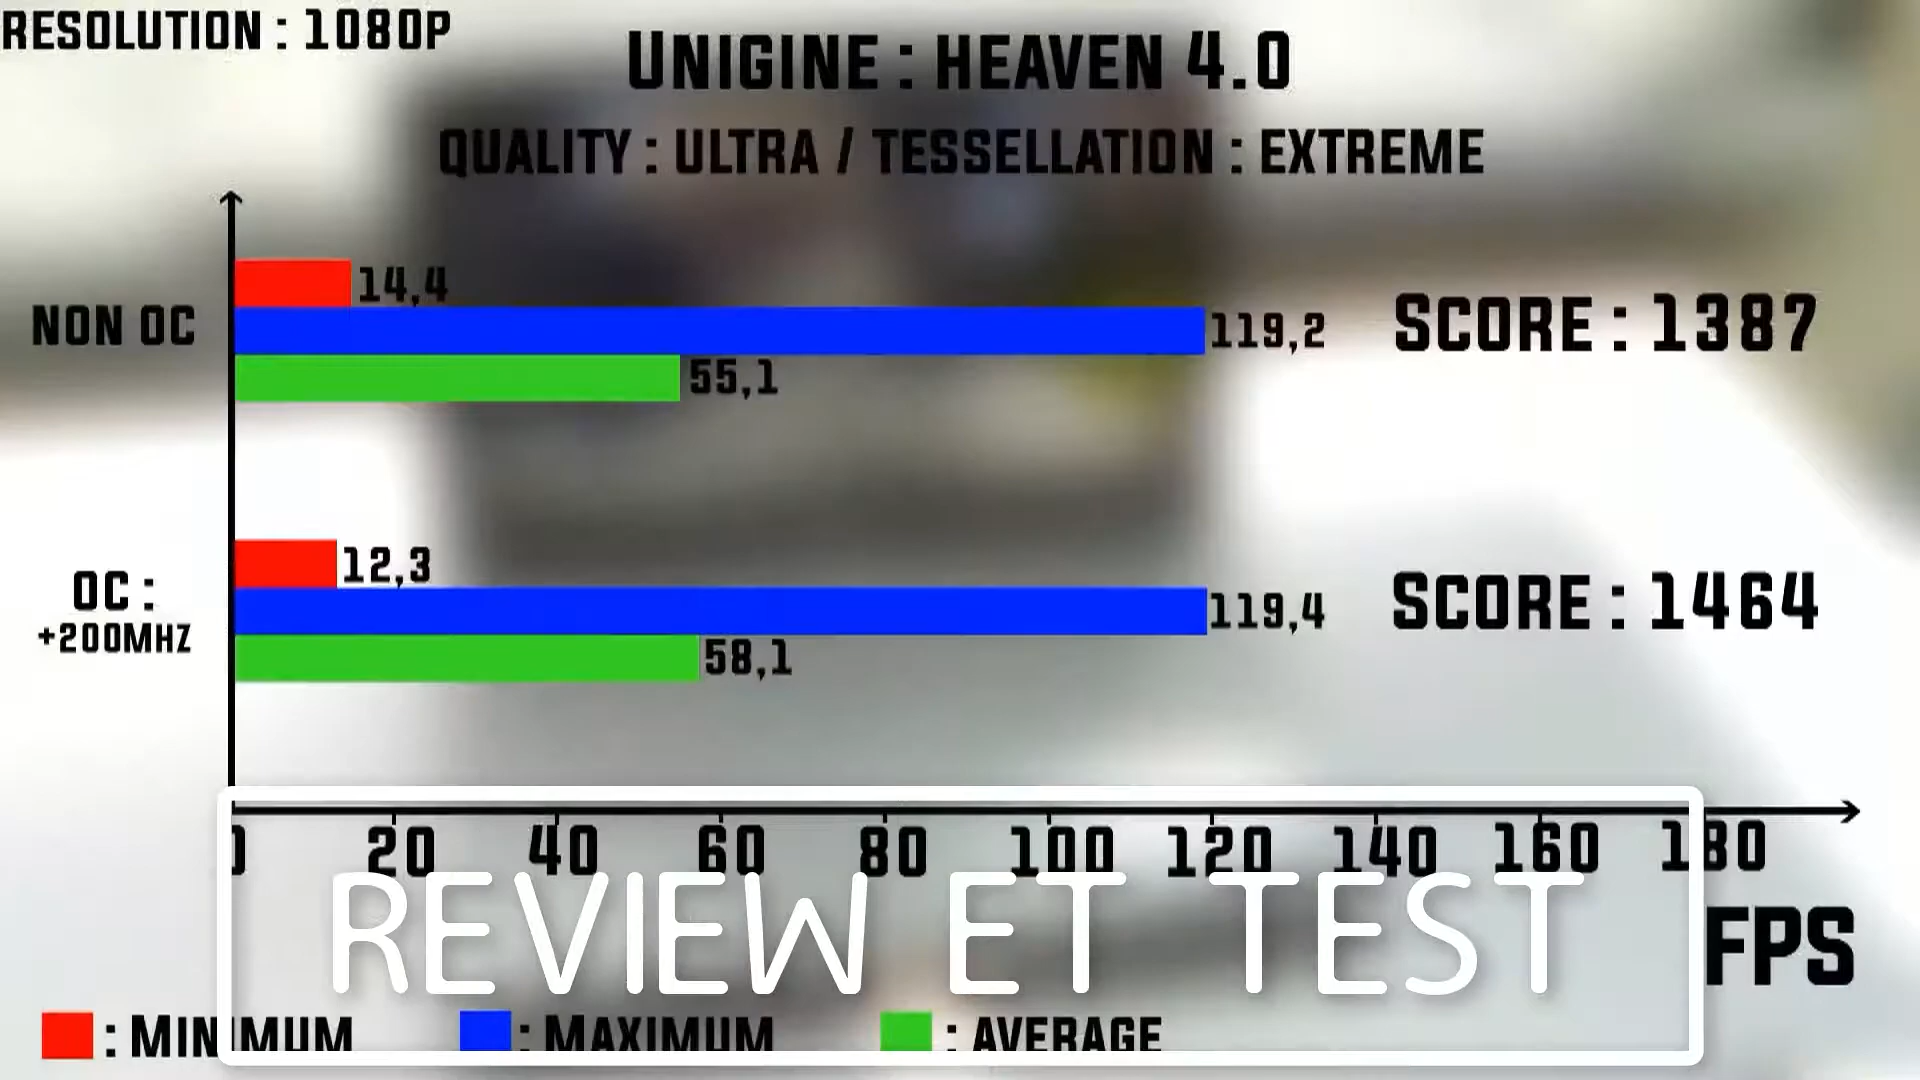 RESOLUTION : 1080P
UNIGINE : HEAVEN 4.0
QUALITY : ULTRA / TESSELLATION : EXTREME
NON OC
14,4
119,2
55,1
SCORE : 1387
OC :
+200MHZ
12,3
119,4
58,1
SCORE : 1464
0 20 40 60 80 100 120 140 160 180
FPS
REVIEW ET TEST
: MINIMUM : MAXIMUM : AVERAGE